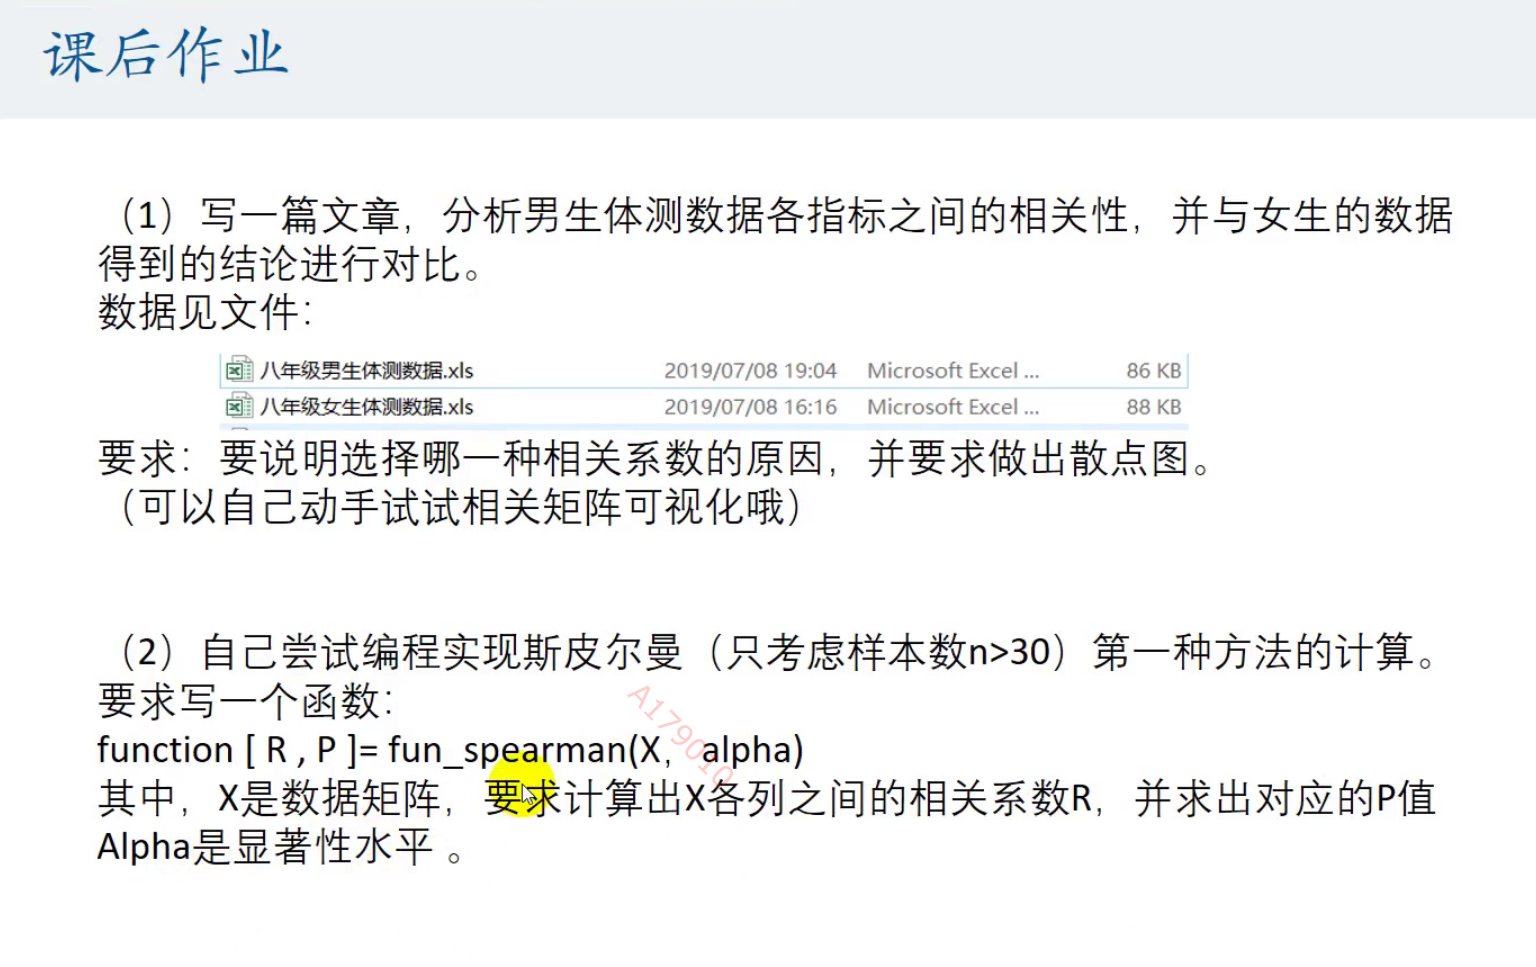 课后作业
（1）写一篇文章，分析男生体测数据各指标之间的相关性，并与女生的数据
得到的结论进行对比。
数据见文件：
八年级男生体测数据.xls 2019/07/08 19:04 Microsoft Excel ... 86 KB
八年级女生体测数据.xls 2019/07/08 16:16 Microsoft Excel ... 88 KB
要求：要说明选择哪一种相关系数的原因，并要求做出散点图。
（可以自己动手试试相关矩阵可视化哦）
（2）自己尝试编程实现斯皮尔曼（只考虑样本数n>30）第一种方法的计算。
要求写一个函数：
function [ R , P ]= fun_spearman(X，alpha)
A179010
其中，X是数据矩阵，要求计算出X各列之间的相关系数R，并求出对应的P值
Alpha是显著性水平 。